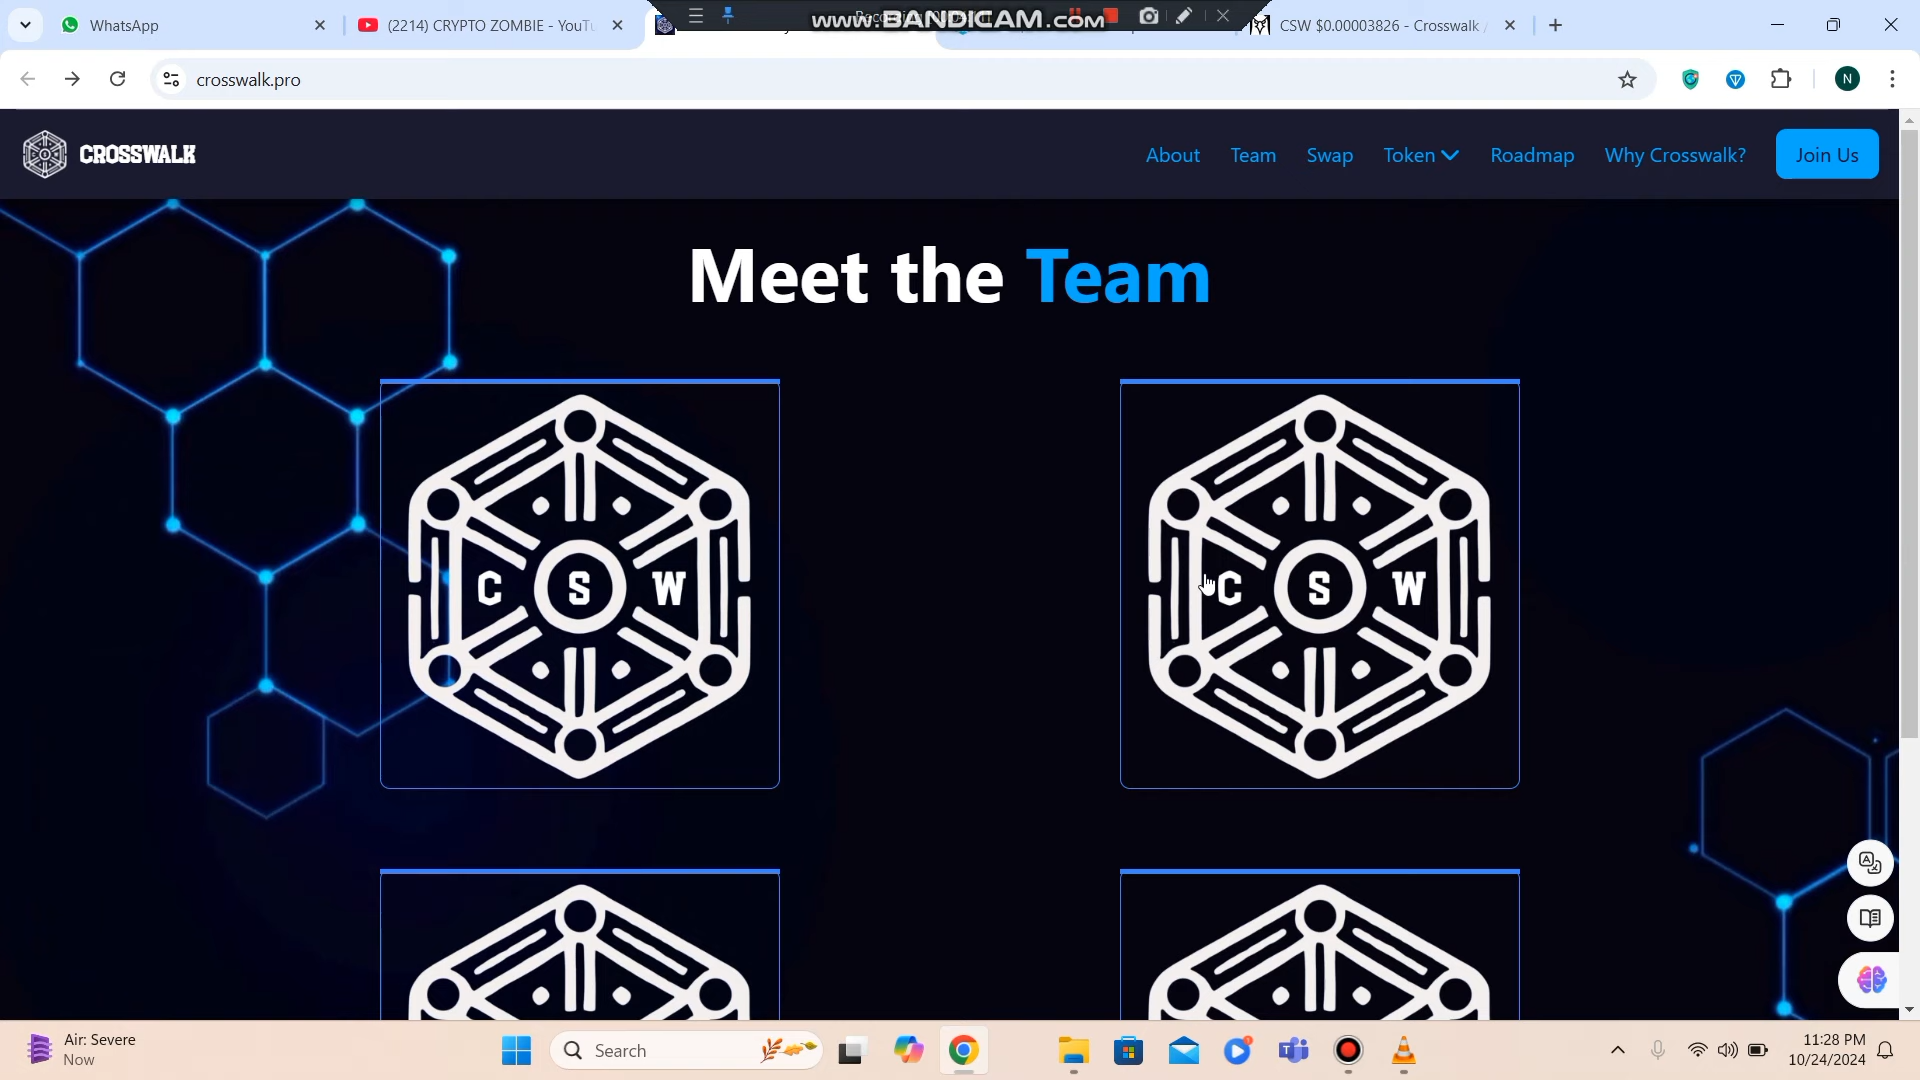 WhatsApp
(2214) CRYPTO ZOMBIE - YouTu
www.BANDICAM.com
CSW $0.00003826 - Crosswalk /
crosswalk.pro
N
CROSSWALK
About
Team
Swap
Token
Roadmap
Why Crosswalk?
Join Us
Meet the Team
C S W
C S W
Air: Severe
Now
Search
11:28 PM
10/24/2024